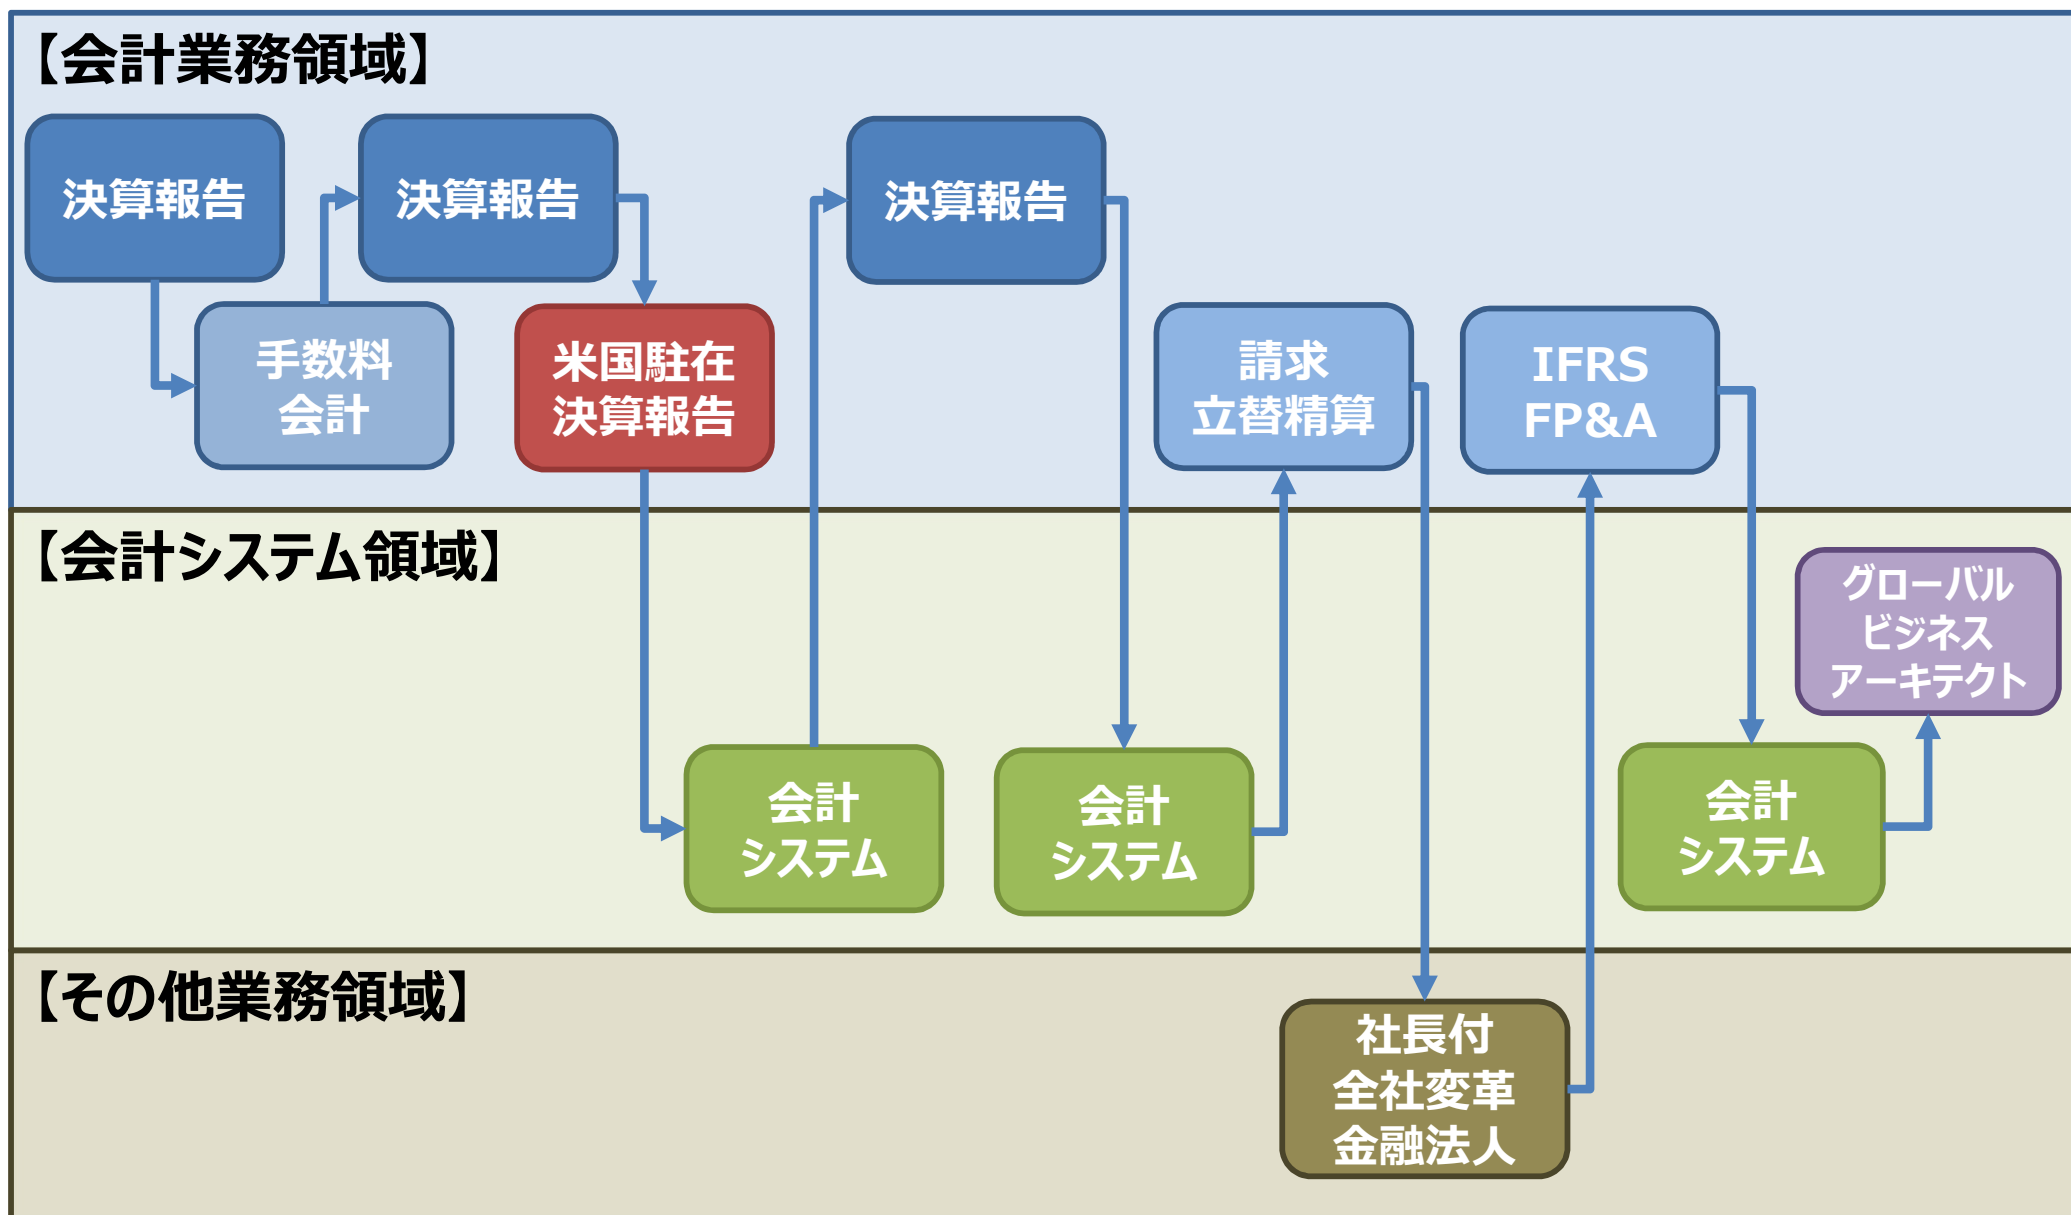 【会計業務領域】
決算報告
決算報告
決算報告
手数料
会計
米国駐在
決算報告
請求
立替精算
IFRS
FP&A
【会計システム領域】
グローバル
ビジネス
アーキテクト
会計
システム
会計
システム
会計
システム
【その他業務領域】
社長付
全社変革
金融法人